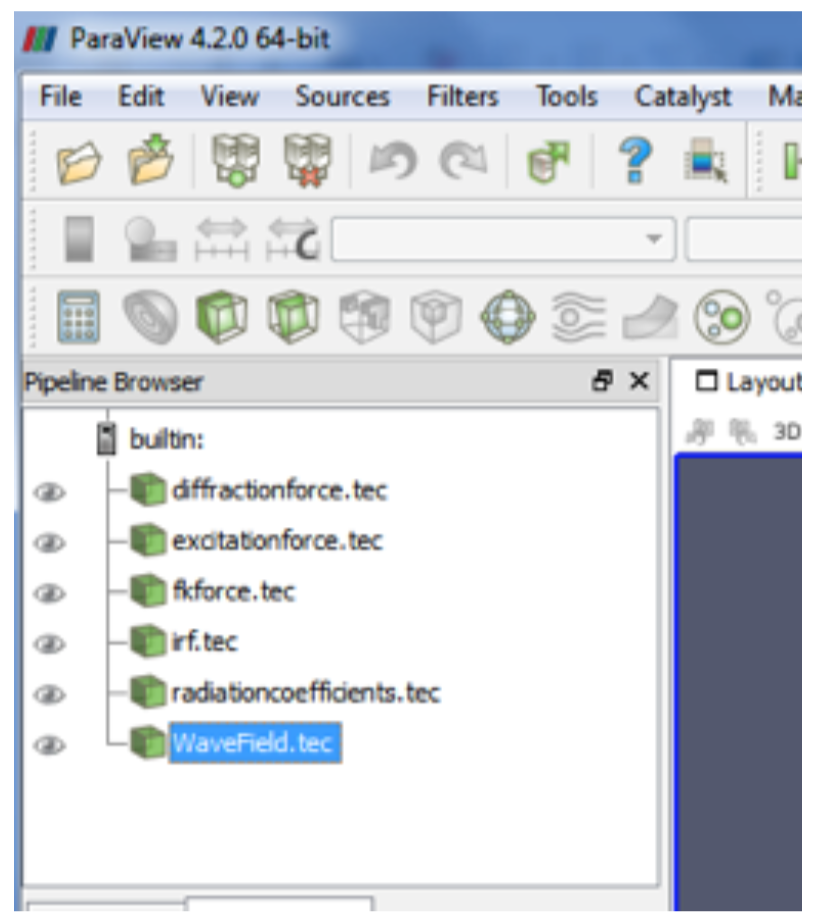 ParaView 4.2.0 64-bit
File Edit View Sources Filters Tools Catalyst Ma
Pipeline Browser
Layout
3D
builtin:
diffractionforce.tec
excitationforce.tec
fkforce.tec
irf.tec
radiationcoefficients.tec
WaveField.tec